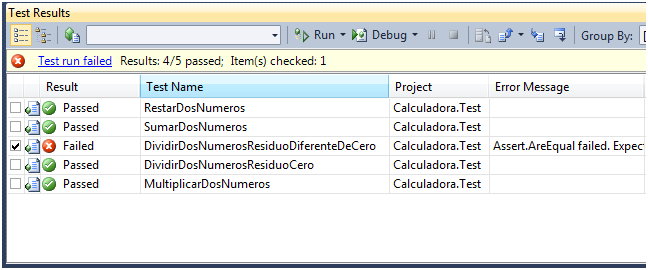 Test Results
Run Debug Group By:
Test run failed Results: 4/5 passed; Item(s) checked: 1
Result Test Name Project Error Message
Passed RestarDosNumeros Calculadora.Test
Passed SumarDosNumeros Calculadora.Test
Failed DividirDosNumerosResiduoDiferenteDeCero Calculadora.Test Assert.AreEqual failed. Expec
Passed DividirDosNumerosResiduoCero Calculadora.Test
Passed MultiplicarDosNumeros Calculadora.Test